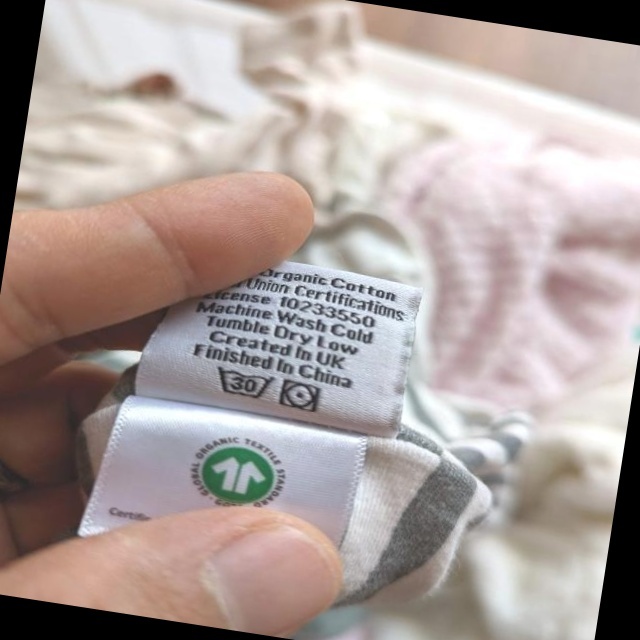 Organic Cotton
Union Certifications
License 10233550
Machine Wash Cold
Tumble Dry Low
Created In UK
Finished In China
30
GLOBAL ORGANIC TEXTILE STANDARD